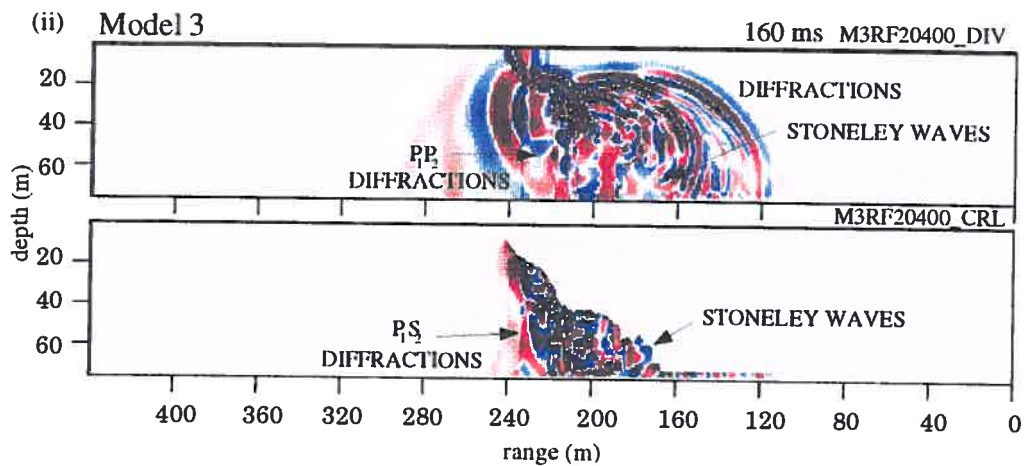 (ii) Model 3
160 ms M3RF20400_DIV
20
40
60
DIFFRACTIONS
STONELEY WAVES
P₁P₂
DIFFRACTIONS
M3RF20400_CRL
depth (m)
20
40
60
P₁S₂
DIFFRACTIONS
STONELEY WAVES
400 360 320 280 240 200 160 120 80 40 0
range (m)